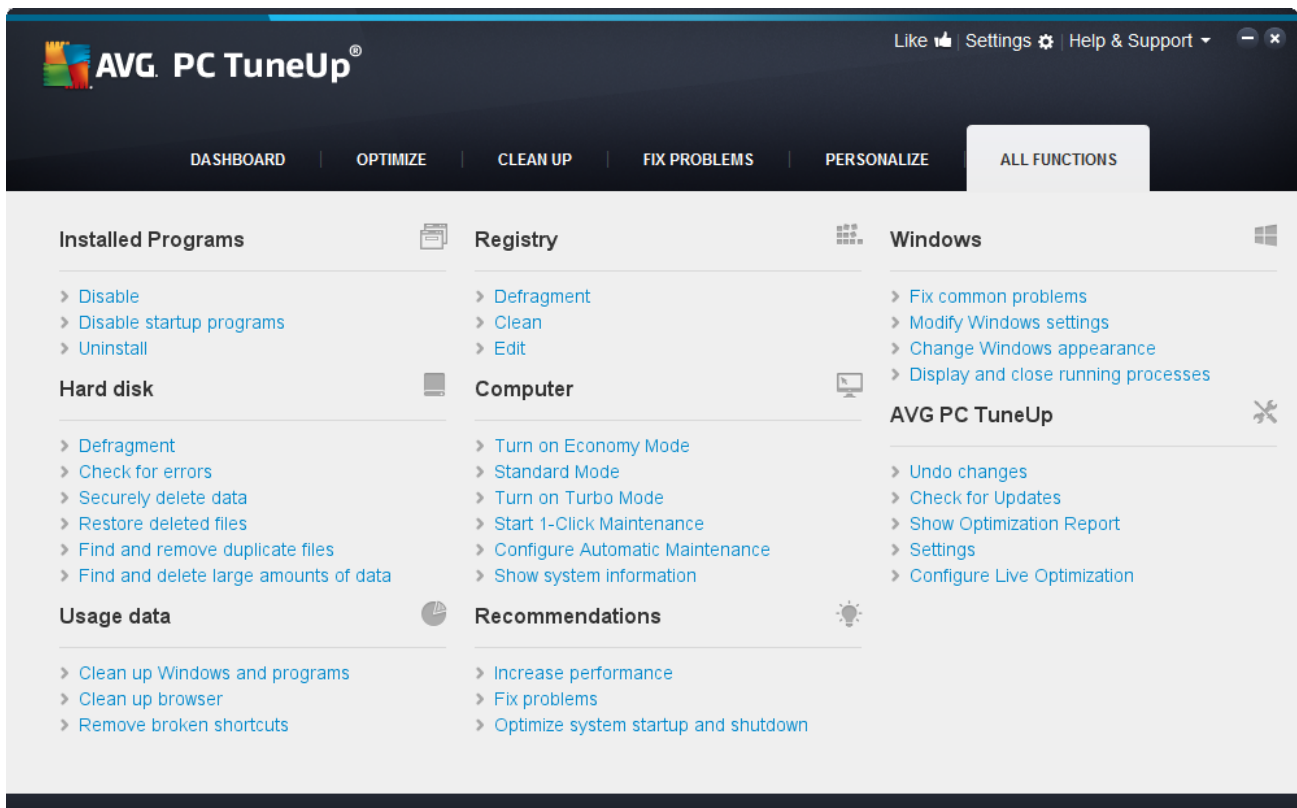 AVG. PC TuneUp®
Like | Settings | Help & Support
DASHBOARD
OPTIMIZE
CLEAN UP
FIX PROBLEMS
PERSONALIZE
ALL FUNCTIONS
Installed Programs
Disable
Disable startup programs
Uninstall
Hard disk
Defragment
Check for errors
Securely delete data
Restore deleted files
Find and remove duplicate files
Find and delete large amounts of data
Usage data
Clean up Windows and programs
Clean up browser
Remove broken shortcuts
Registry
Defragment
Clean
Edit
Computer
Turn on Economy Mode
Standard Mode
Turn on Turbo Mode
Start 1-Click Maintenance
Configure Automatic Maintenance
Show system information
Recommendations
Increase performance
Fix problems
Optimize system startup and shutdown
Windows
Fix common problems
Modify Windows settings
Change Windows appearance
Display and close running processes
AVG PC TuneUp
Undo changes
Check for Updates
Show Optimization Report
Settings
Configure Live Optimization